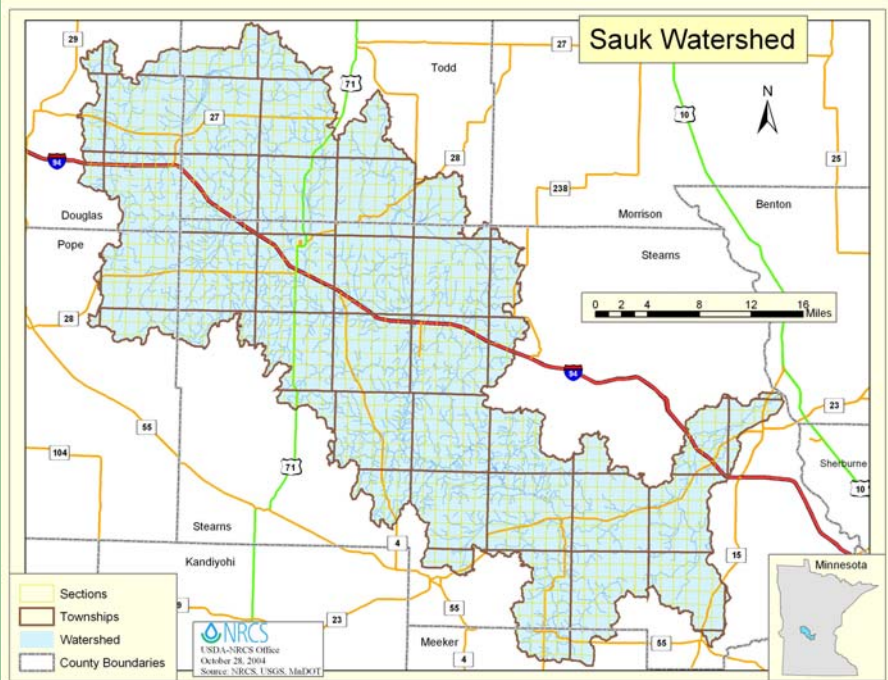 Sauk Watershed
29
27
Todd
71
10
N
27
94
28
25
238
Douglas
Morrison
Benton
Pope
Stearns
0 2 4 8 12 16
Miles
28
94
23
55
104
71
Sherburne
10
Stearns
4
15
Kandiyohi
Minnesota
Sections
Townships
Watershed
County Boundaries
9
23
55
55
NRCS
USDA-NRCS Office
October 28, 2004
Source: NRCS, USGS, MnDOT
Meeker
4